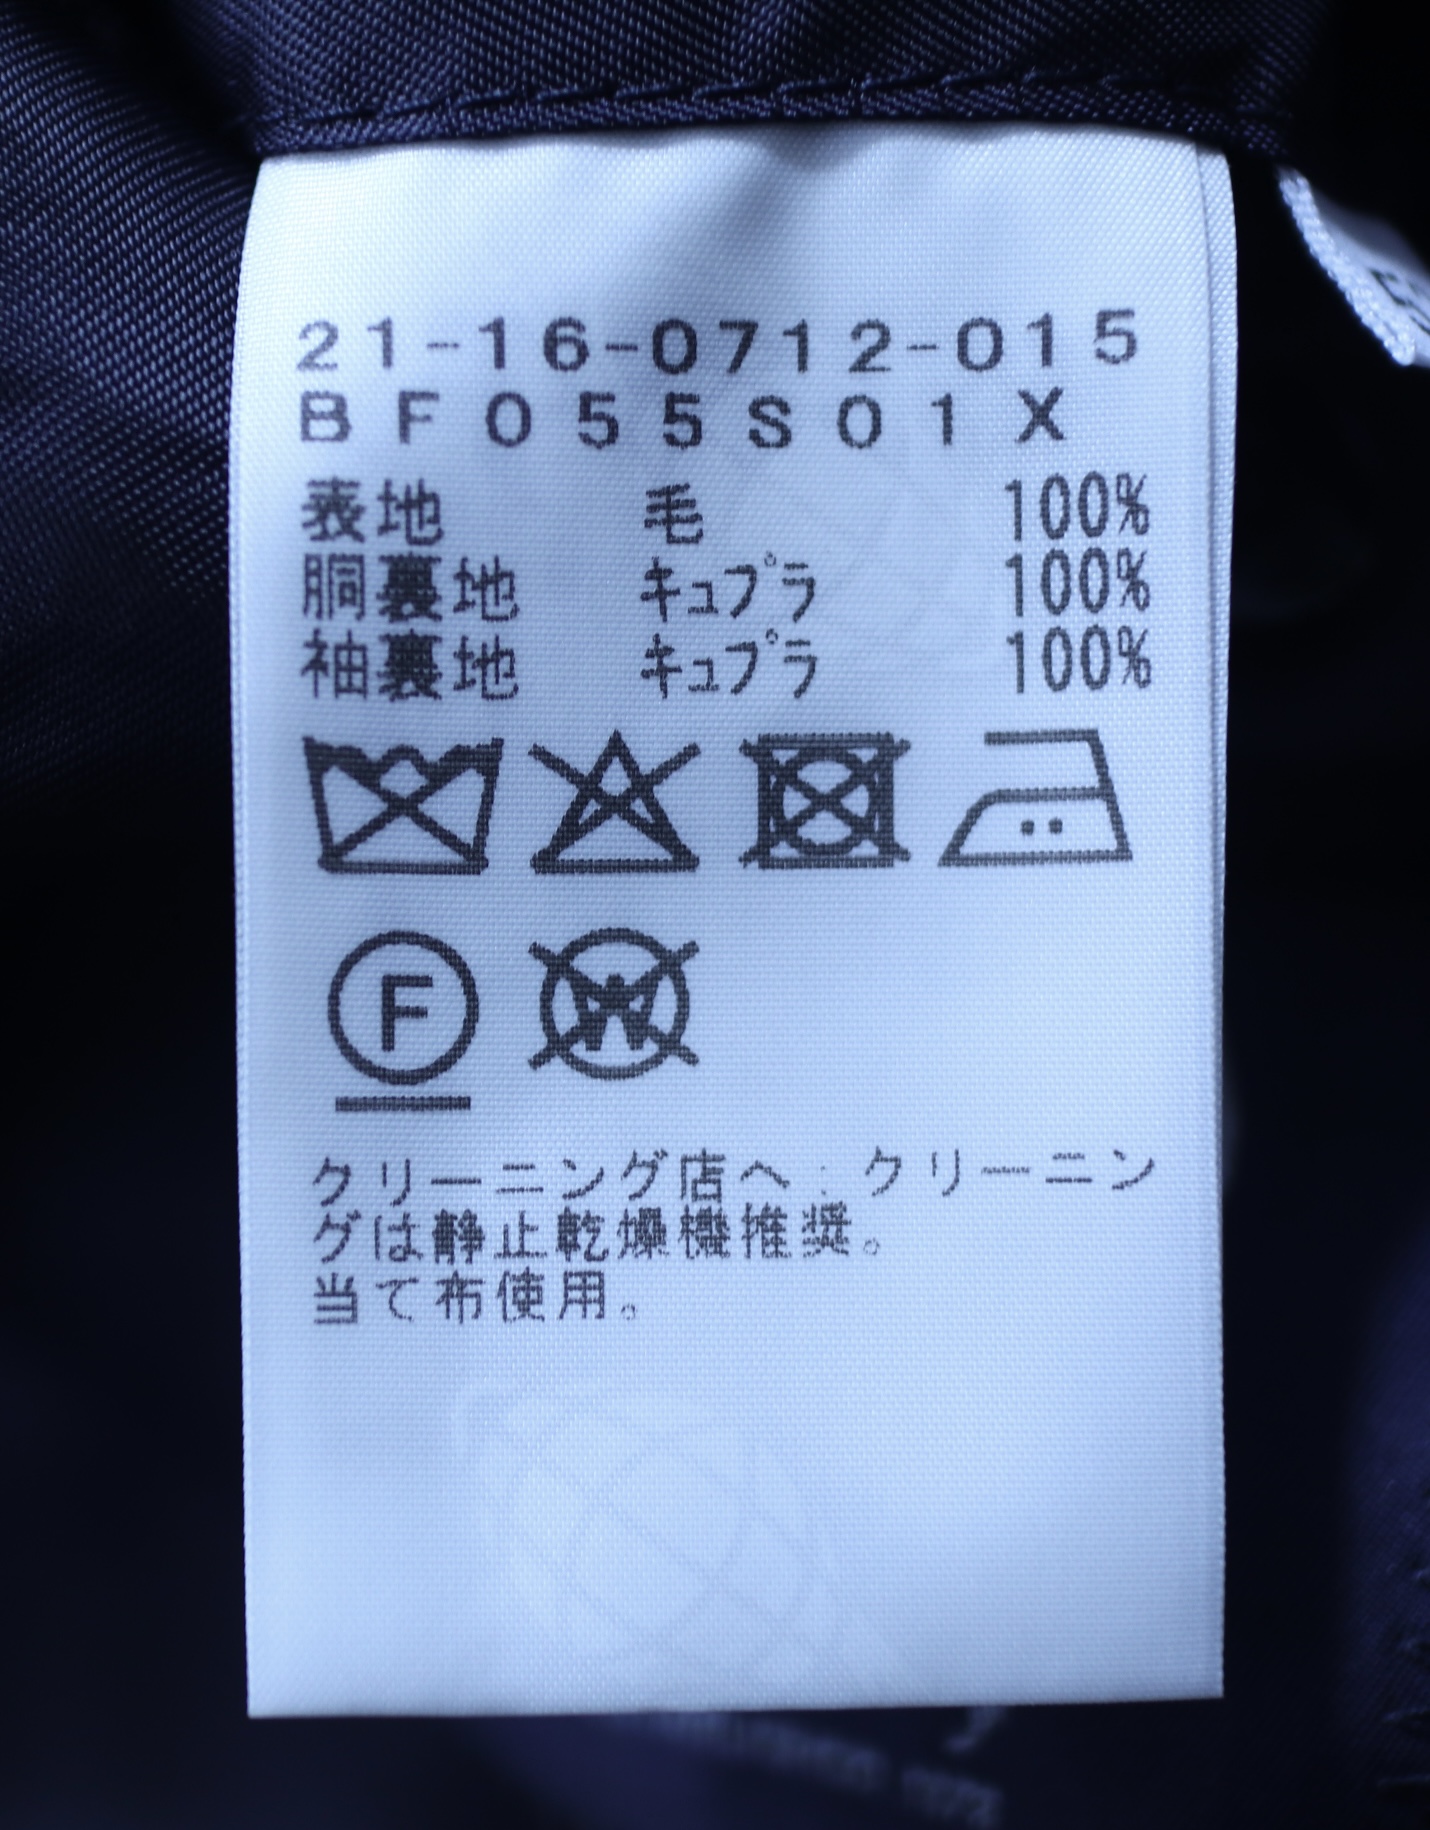 21-16-0712-015
BF055S01X
表地 毛 100%
胴裏地 ｷｭﾌﾟﾗ 100%
袖裏地 ｷｭﾌﾟﾗ 100%
F
W
クリーニング店へ:クリーニン
グは静止乾燥機推奨。
当て布使用。